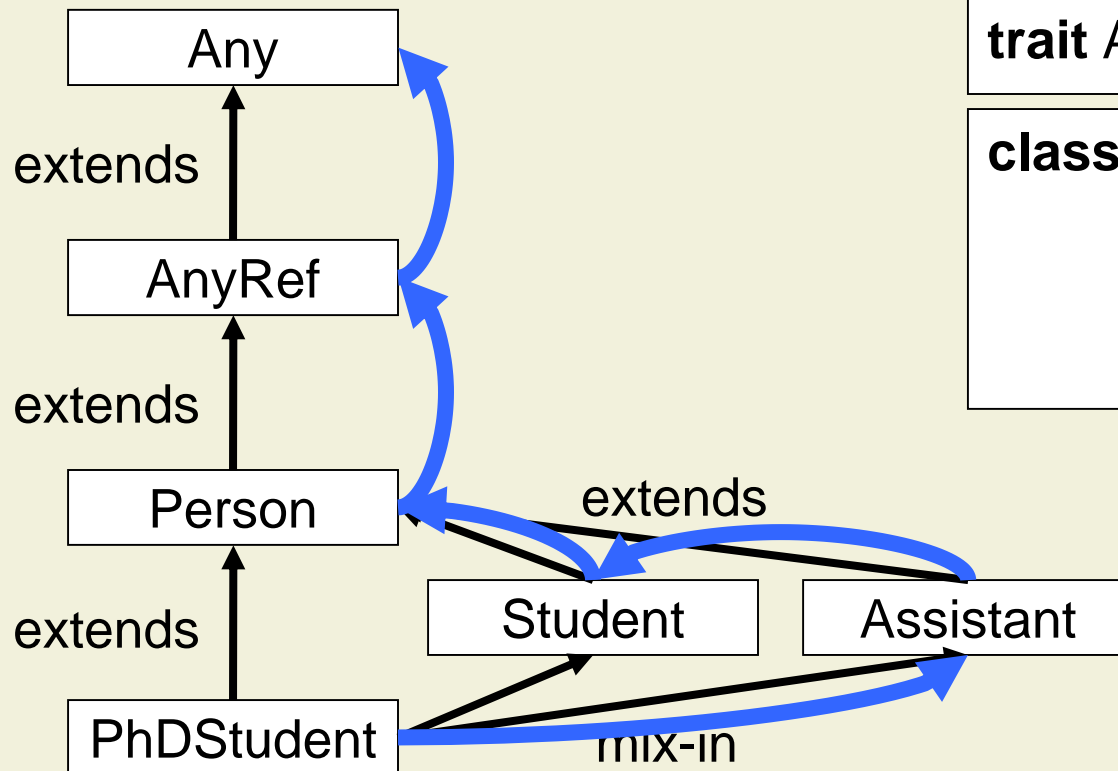 Any
trait A
class
extends
AnyRef
extends
Person
extends
extends
Student
Assistant
PhDStudent
mix-in